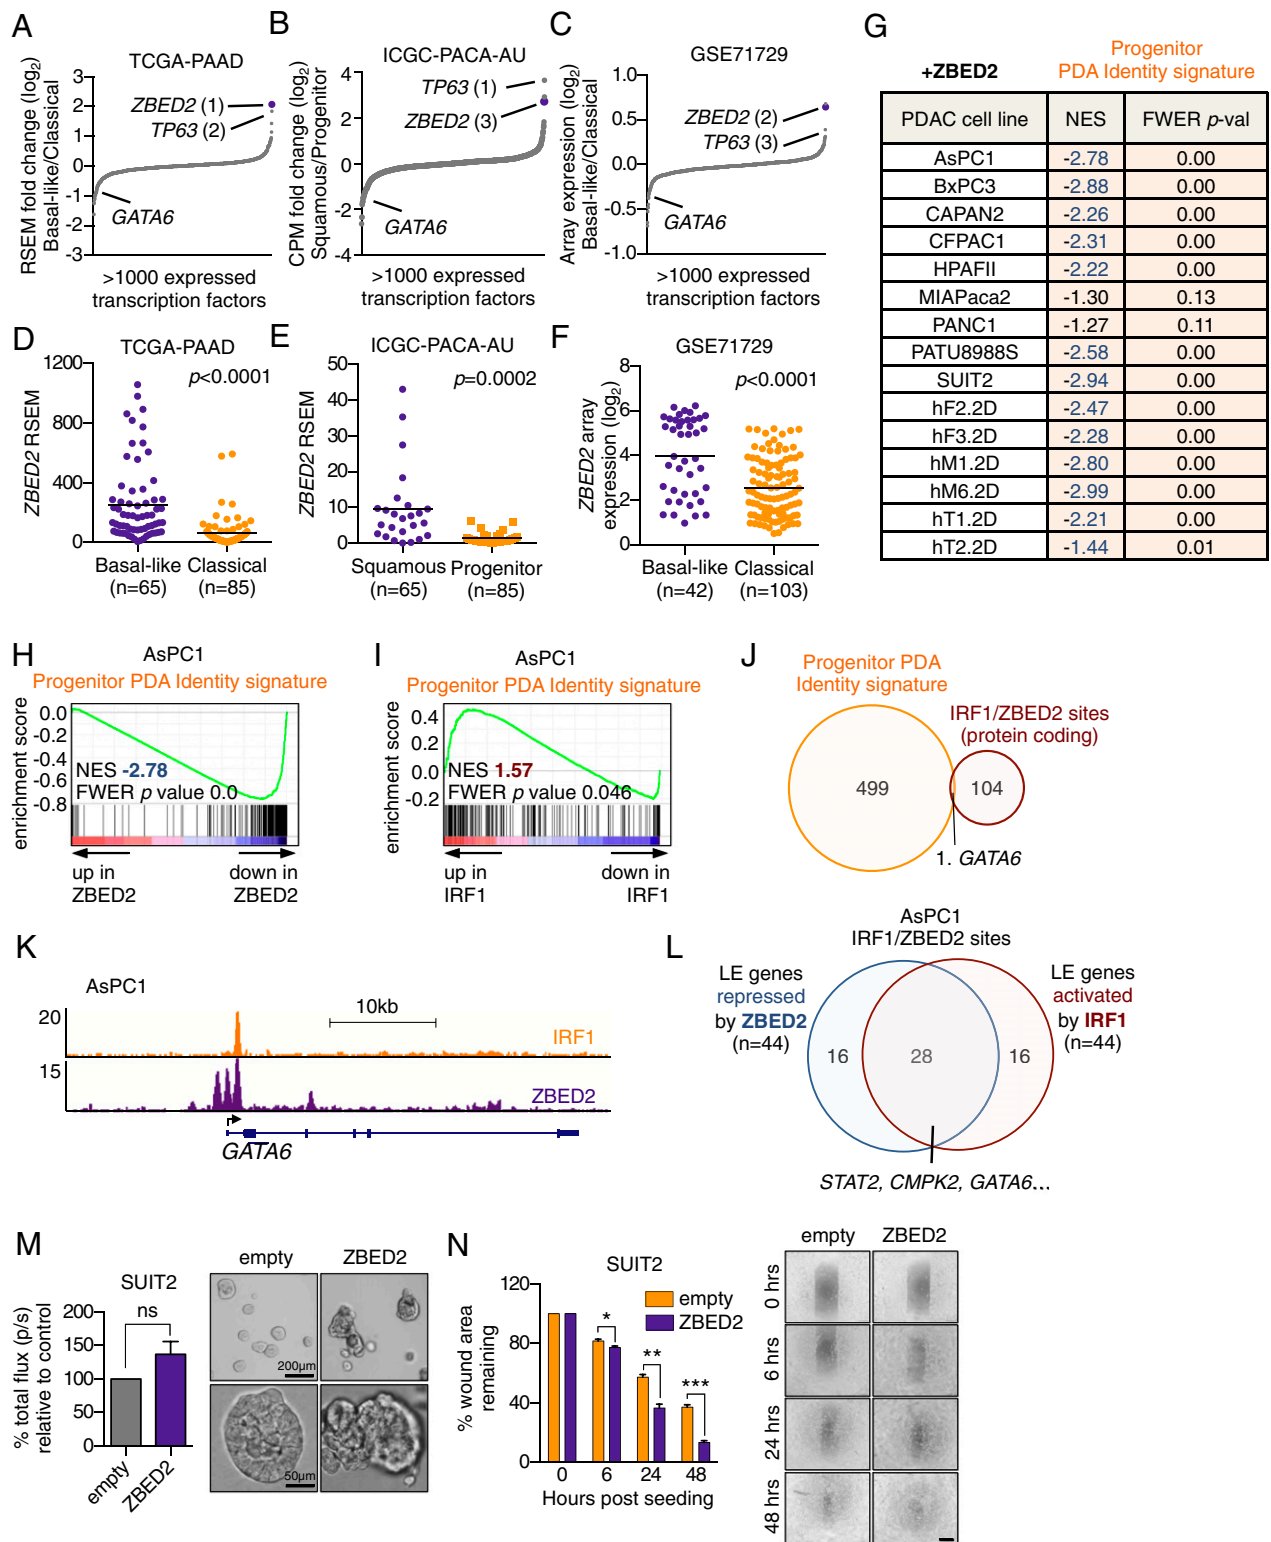 A
TCGA-PAAD
RSEM fold change (log2)
Basal-like/Classical
3
2
1
0
-1
-2
-3
ZBED2 (1)
TP63 (2)
GATA6
>1000 expressed
transcription factors
B
ICGC-PACA-AU
CPM fold change (log2)
Squamous/Progenitor
4
2
0
-2
-4
TP63 (1)
ZBED2 (3)
GATA6
>1000 expressed
transcription factors
C
GSE71729
Array expression (log2)
Basal-like/Classical
1.0
0.5
0.0
-0.5
-1.0
ZBED2 (2)
TP63 (3)
GATA6
>1000 expressed
transcription factors
D
TCGA-PAAD
p<0.0001
ZBED2 RSEM
1200
800
400
0
Basal-like Classical
(n=65) (n=85)
E
ICGC-PACA-AU
p=0.0002
ZBED2 RSEM
50
40
30
20
10
0
Squamous Progenitor
(n=65) (n=85)
F
GSE71729
p<0.0001
ZBED2 array
expression (log2)
8
6
4
2
0
Basal-like Classical
(n=42) (n=103)
G
Progenitor
+ZBED2 PDA Identity signature
PDAC cell line NES FWER p-val
AsPC1 -2.78 0.00
BxPC3 -2.88 0.00
CAPAN2 -2.26 0.00
CFPAC1 -2.31 0.00
HPAFII -2.22 0.00
MIAPaca2 -1.30 0.13
PANC1 -1.27 0.11
PATU8988S -2.58 0.00
SUIT2 -2.94 0.00
hF2.2D -2.47 0.00
hF3.2D -2.28 0.00
hM1.2D -2.80 0.00
hM6.2D -2.99 0.00
hT1.2D -2.21 0.00
hT2.2D -1.44 0.01
H
AsPC1
Progenitor PDA Identity signature
enrichment score
0.0
-0.2
-0.4
-0.6
-0.8
NES -2.78
FWER p value 0.0
up in
ZBED2
down in
ZBED2
I
AsPC1
Progenitor PDA Identity signature
enrichment score
0.4
0.2
0.0
-0.2
NES 1.57
FWER p value 0.046
up in
IRF1
down in
IRF1
J
Progenitor PDA
Identity signature
IRF1/ZBED2 sites
(protein coding)
499
104
1. GATA6
K
AsPC1
20
10kb
IRF1
15
ZBED2
GATA6
L
AsPC1
IRF1/ZBED2 sites
LE genes
repressed
by ZBED2
(n=44)
LE genes
activated
by IRF1
(n=44)
16
28
16
STAT2, CMPK2, GATA6...
M
SUIT2
% total flux (p/s)
relative to control
200
150
100
50
0
ns
empty
ZBED2
empty
ZBED2
200µm
50µm
N
SUIT2
% wound area
remaining
120
80
40
0
empty
ZBED2
*
**
***
0 6 24 48
Hours post seeding
empty
ZBED2
0 hrs
6 hrs
24 hrs
48 hrs